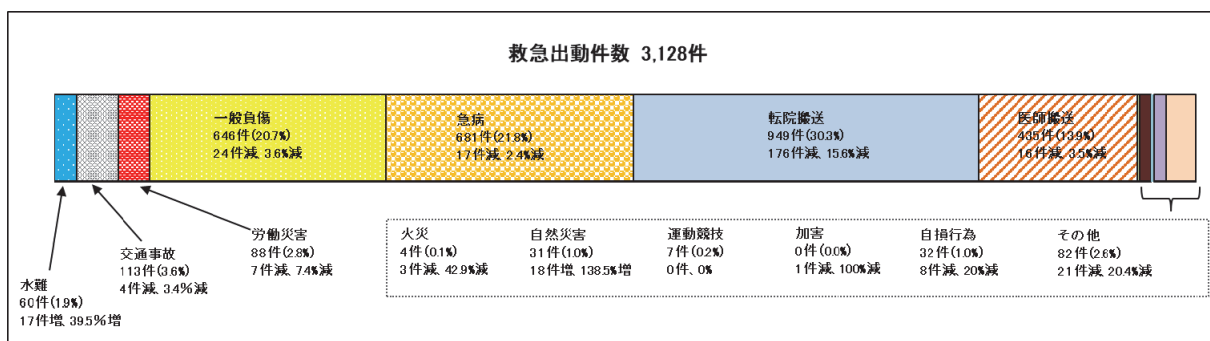 救急出動件数 3,128件
一般負傷
646件(20.7%)
24件減、3.6%減
急病
681件(21.8%)
17件減、2.4%減
転院搬送
949件(30.3%)
176件減、15.6%減
医師搬送
435件(13.9%)
16件減、3.5%減
水難
60件(1.9%)
17件増、39.5%増
交通事故
113件(3.6%)
4件減、3.4%減
労働災害
88件(2.8%)
7件減、7.4%減
火災
4件(0.1%)
3件減、42.9%減
自然災害
31件(1.0%)
18件増、138.5%増
運動競技
7件(0.2%)
0件、0%
加害
0件(0.0%)
1件減、100%減
自損行為
32件(1.0%)
8件減、20%減
その他
82件(2.6%)
21件減、20.4%減